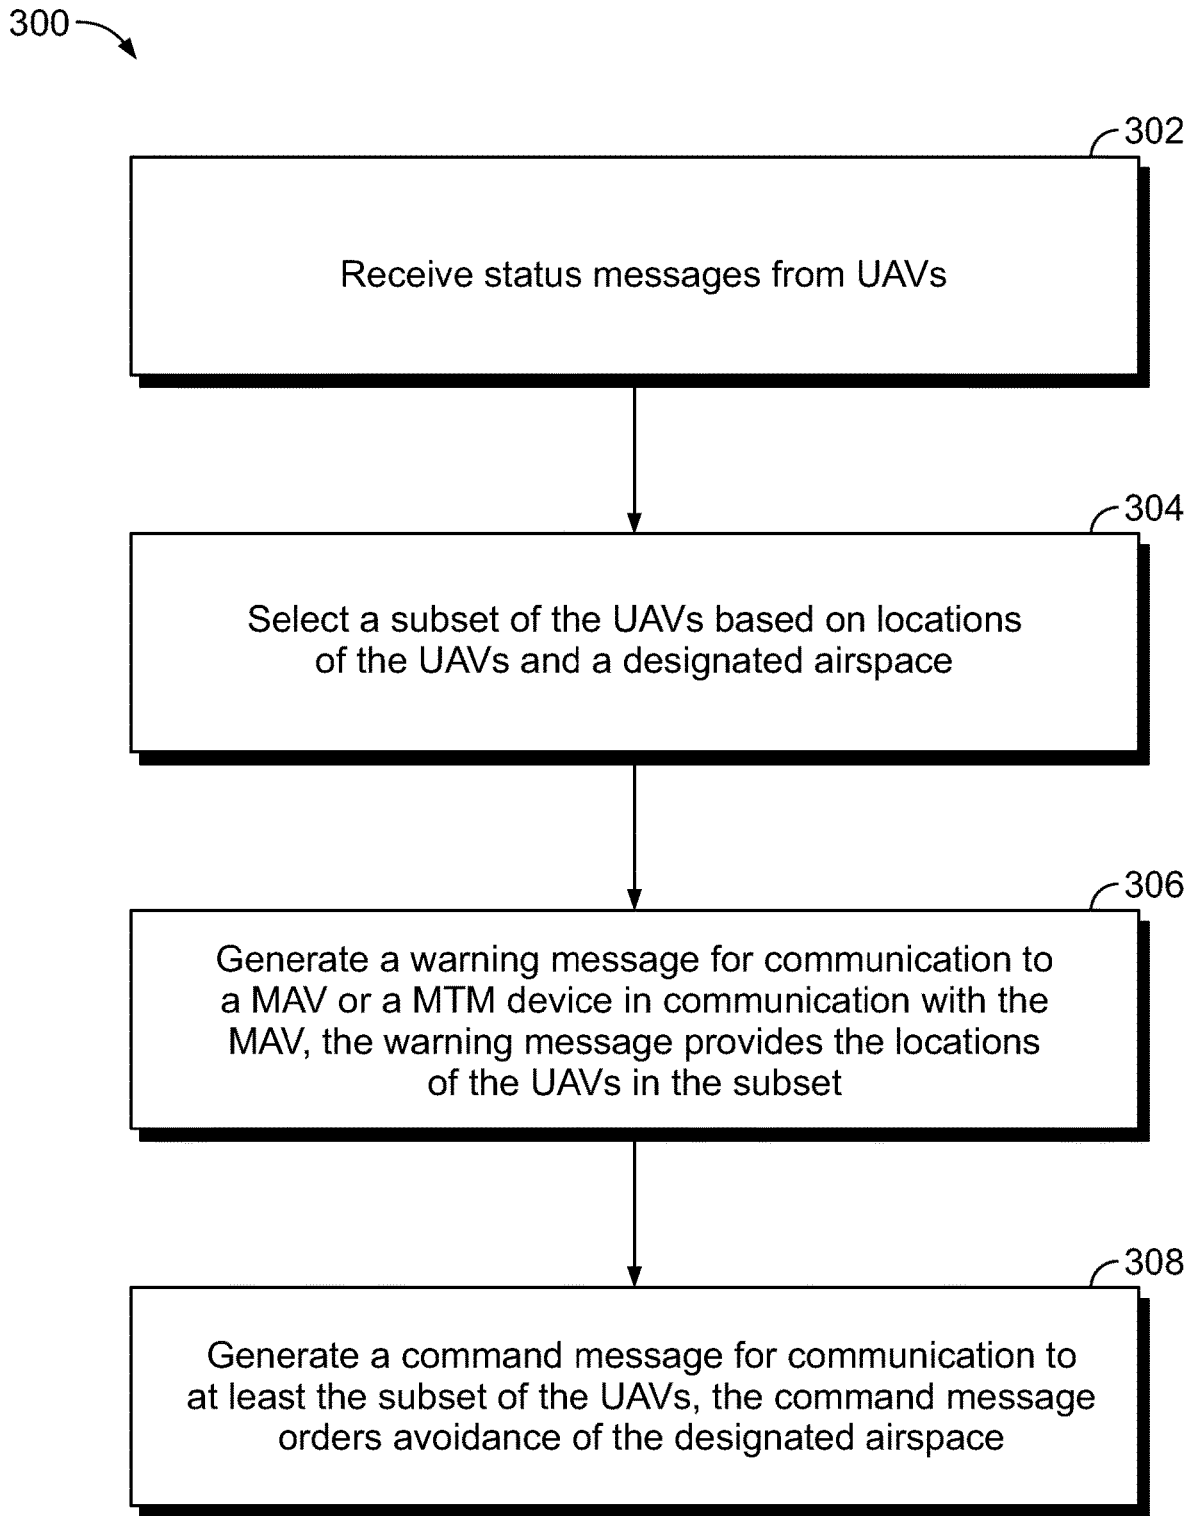 300
302
Receive status messages from UAVs
304
Select a subset of the UAVs based on locations
of the UAVs and a designated airspace
306
Generate a warning message for communication to
a MAV or a MTM device in communication with the
MAV, the warning message provides the locations
of the UAVs in the subset
308
Generate a command message for communication to
at least the subset of the UAVs, the command message
orders avoidance of the designated airspace